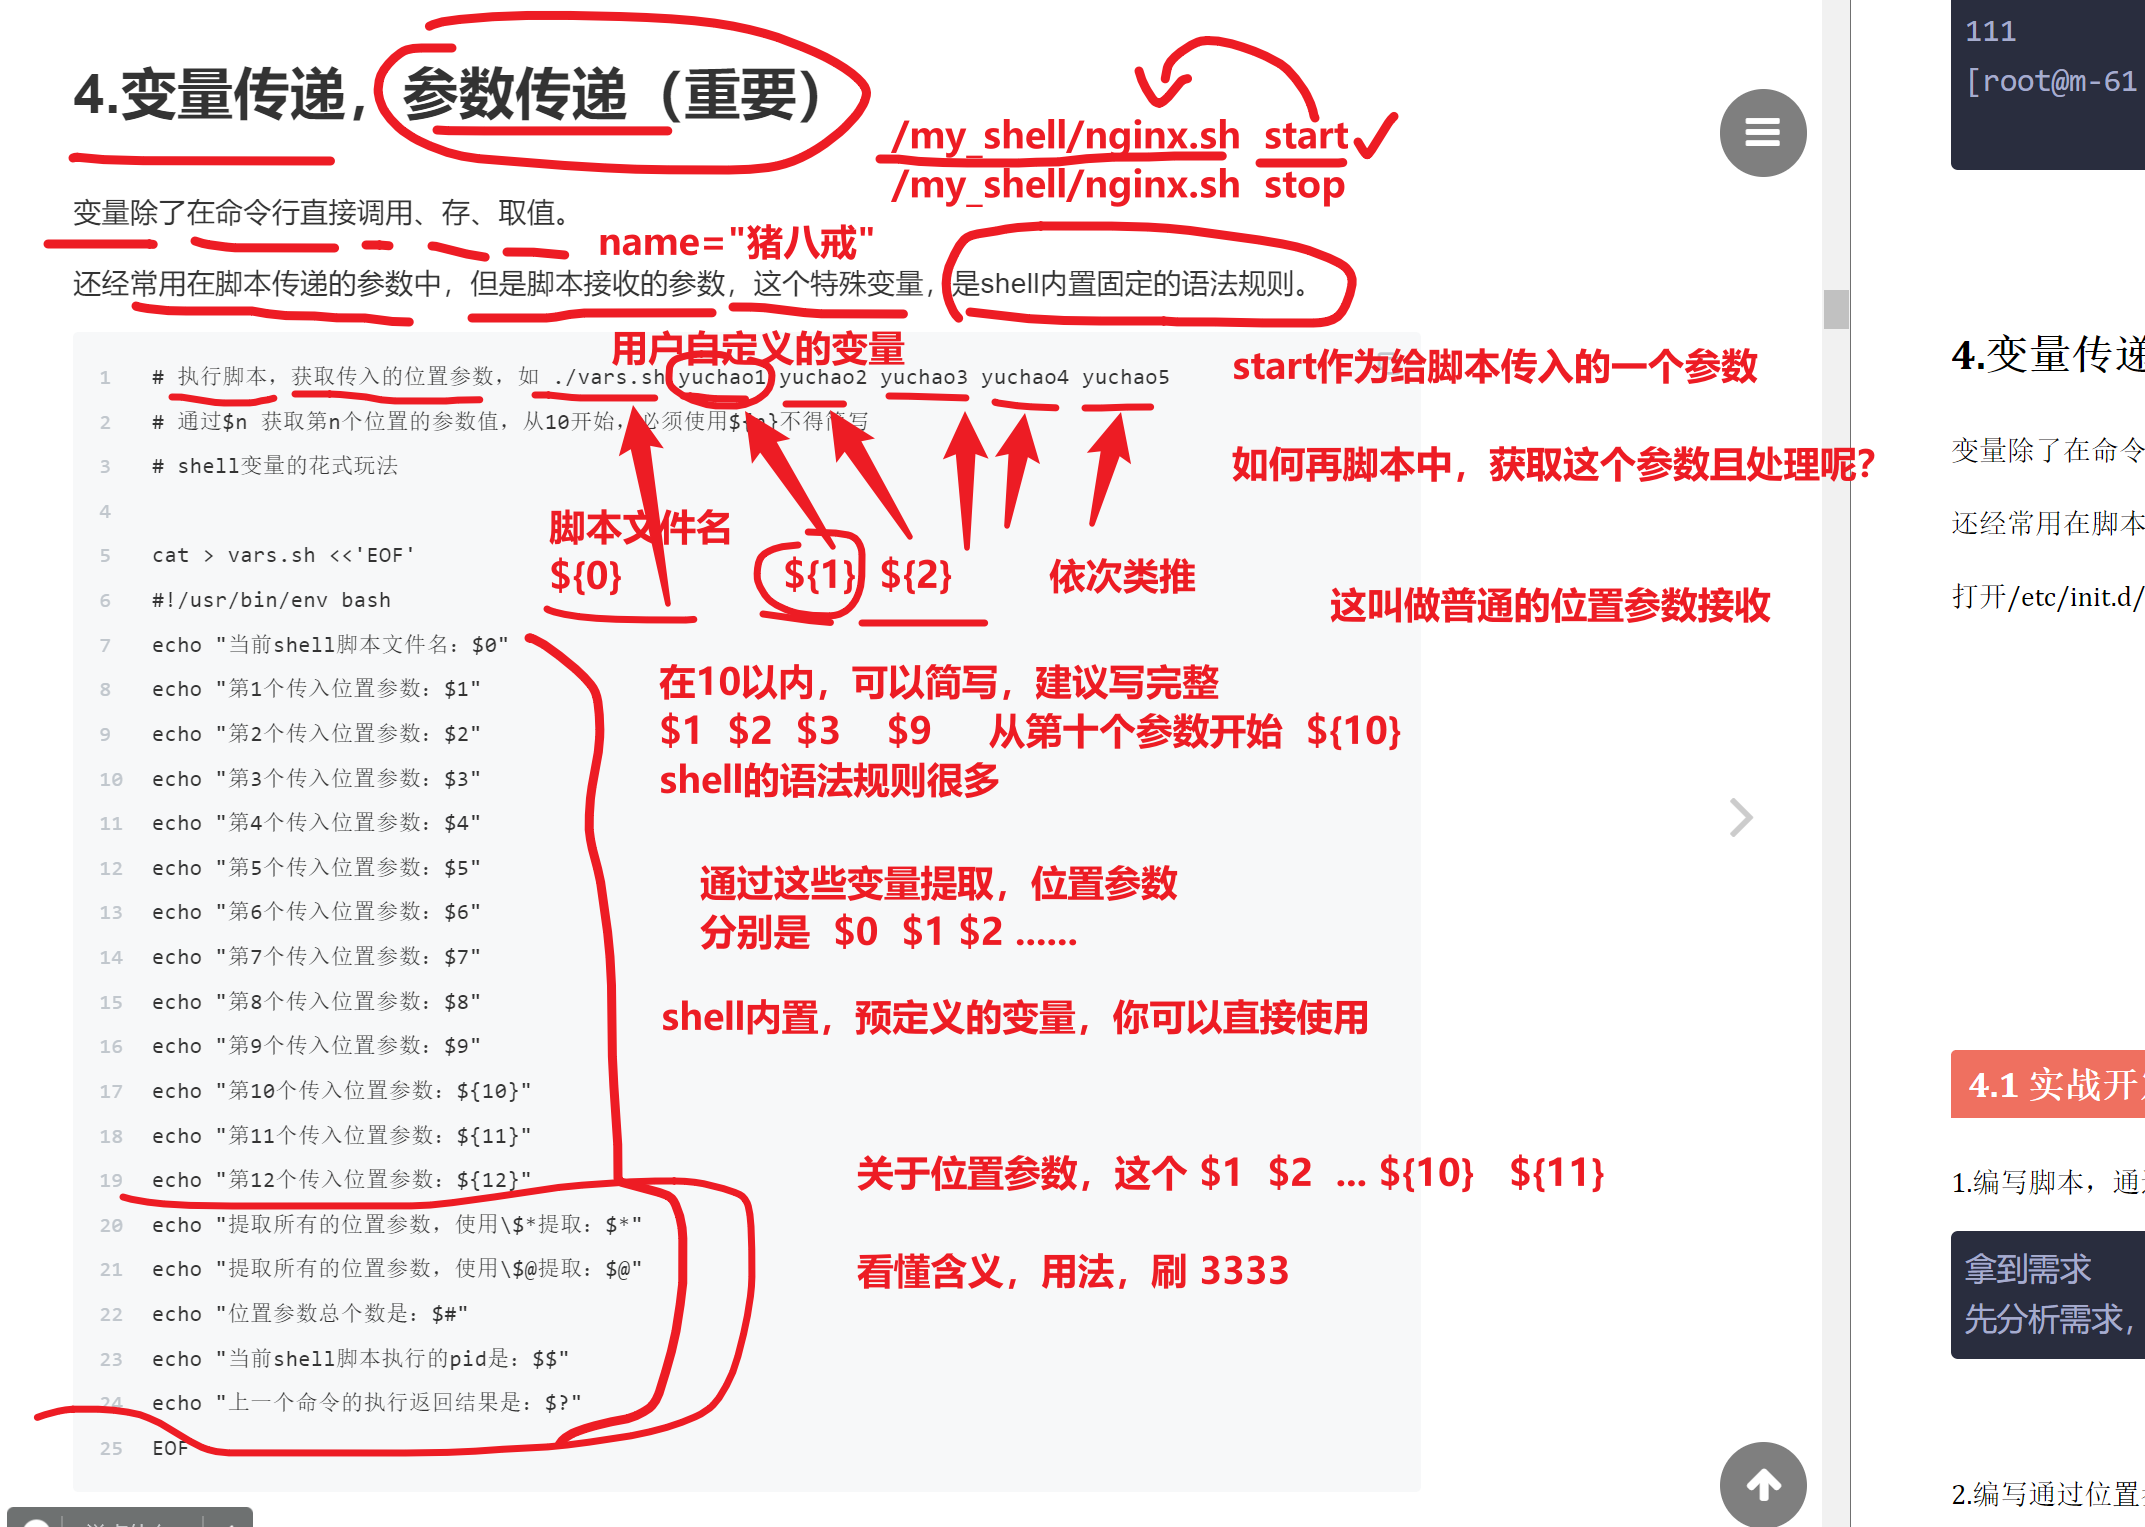 4.变量传递，参数传递（重要）
/my_shell/nginx.sh start
/my_shell/nginx.sh stop
变量除了在命令行直接调用、存、取值。
name="猪八戒"
还经常用在脚本传递的参数中，但是脚本接收的参数，这个特殊变量，是shell内置固定的语法规则。
用户自定义的变量
start作为给脚本传入的一个参数
1 # 执行脚本，获取传入的位置参数，如 ./vars.sh yuchao1 yuchao2 yuchao3 yuchao4 yuchao5
2 # 通过$n 获取第n个位置的参数值，从10开始，必须使用${n}不得简写
如何再脚本中，获取这个参数且处理呢？
3 # shell变量的花式玩法
4
脚本文件名
5 cat > vars.sh <<'EOF'
${0} ${1} ${2} 依次类推
6 #!/usr/bin/env bash
这叫做普通的位置参数接收
7 echo "当前shell脚本文件名：$0"
在10以内，可以简写，建议写完整
8 echo "第1个传入位置参数：$1"
$1 $2 $3 $9 从第十个参数开始 ${10}
9 echo "第2个传入位置参数：$2"
shell的语法规则很多
10 echo "第3个传入位置参数：$3"
11 echo "第4个传入位置参数：$4"
12 echo "第5个传入位置参数：$5"
通过这些变量提取，位置参数
13 echo "第6个传入位置参数：$6"
分别是 $0 $1 $2 ......
14 echo "第7个传入位置参数：$7"
15 echo "第8个传入位置参数：$8"
shell内置，预定义的变量，你可以直接使用
16 echo "第9个传入位置参数：$9"
17 echo "第10个传入位置参数：${10}"
18 echo "第11个传入位置参数：${11}"
19 echo "第12个传入位置参数：${12}"
关于位置参数，这个 $1 $2 ... ${10} ${11}
20 echo "提取所有的位置参数，使用\$*提取：$*"
21 echo "提取所有的位置参数，使用\$@提取：$@"
看懂含义，用法，刷 3333
22 echo "位置参数总个数是：$#"
23 echo "当前shell脚本执行的pid是：$$"
24 echo "上一个命令的执行返回结果是：$?"
25 EOF
111
[root@m-61
4.变量传递
变量除了在命令
还经常用在脚本
打开/etc/init.d/
4.1 实战开
1.编写脚本，通
拿到需求
先分析需求，
2.编写通过位置